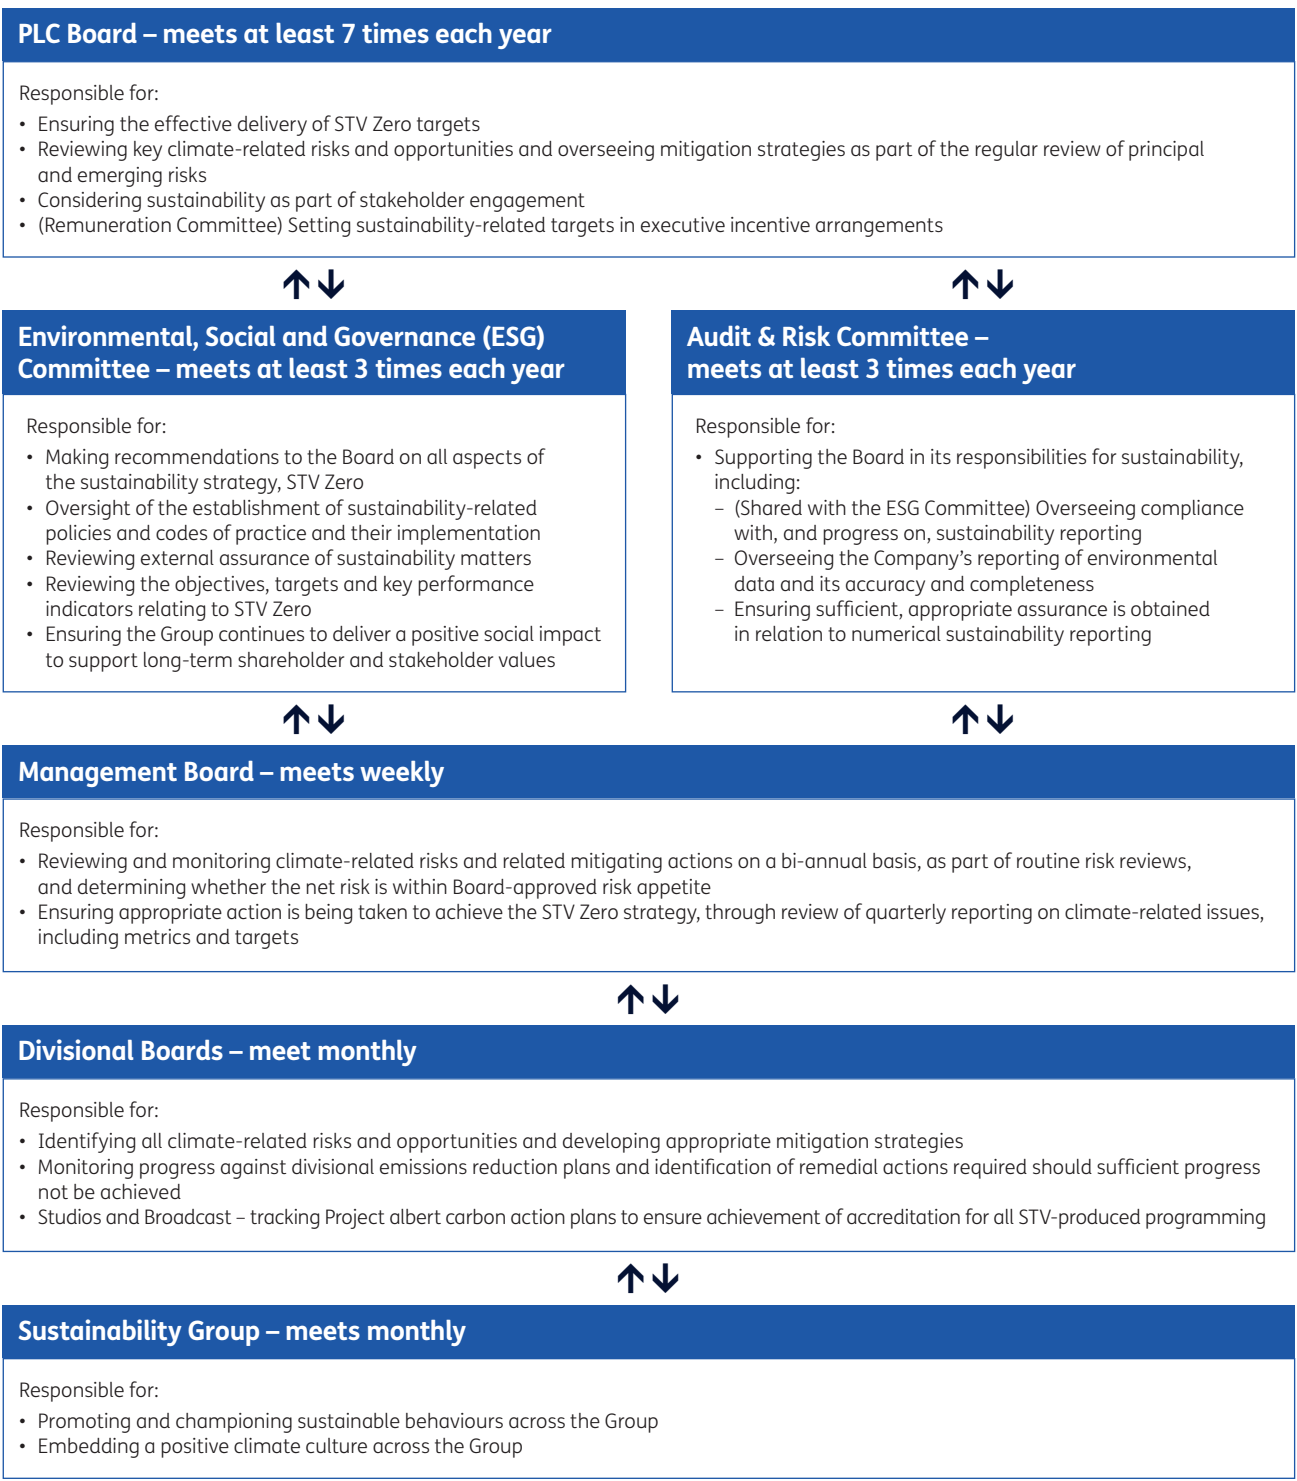 PLC Board – meets at least 7 times each year
Responsible for:
• Ensuring the effective delivery of STV Zero targets
• Reviewing key climate-related risks and opportunities and overseeing mitigation strategies as part of the regular review of principal
and emerging risks
• Considering sustainability as part of stakeholder engagement
• (Remuneration Committee) Setting sustainability-related targets in executive incentive arrangements
Environmental, Social and Governance (ESG)
Committee – meets at least 3 times each year
Responsible for:
• Making recommendations to the Board on all aspects of
the sustainability strategy, STV Zero
• Oversight of the establishment of sustainability-related
policies and codes of practice and their implementation
• Reviewing external assurance of sustainability matters
• Reviewing the objectives, targets and key performance
indicators relating to STV Zero
• Ensuring the Group continues to deliver a positive social impact
to support long-term shareholder and stakeholder values
Audit & Risk Committee –
meets at least 3 times each year
Responsible for:
• Supporting the Board in its responsibilities for sustainability,
including:
– (Shared with the ESG Committee) Overseeing compliance
with, and progress on, sustainability reporting
– Overseeing the Company's reporting of environmental
data and its accuracy and completeness
– Ensuring sufficient, appropriate assurance is obtained
in relation to numerical sustainability reporting
Management Board – meets weekly
Responsible for:
• Reviewing and monitoring climate-related risks and related mitigating actions on a bi-annual basis, as part of routine risk reviews,
and determining whether the net risk is within Board-approved risk appetite
• Ensuring appropriate action is being taken to achieve the STV Zero strategy, through review of quarterly reporting on climate-related issues,
including metrics and targets
Divisional Boards – meet monthly
Responsible for:
• Identifying all climate-related risks and opportunities and developing appropriate mitigation strategies
• Monitoring progress against divisional emissions reduction plans and identification of remedial actions required should sufficient progress
not be achieved
• Studios and Broadcast – tracking Project albert carbon action plans to ensure achievement of accreditation for all STV-produced programming
Sustainability Group – meets monthly
Responsible for:
• Promoting and championing sustainable behaviours across the Group
• Embedding a positive climate culture across the Group